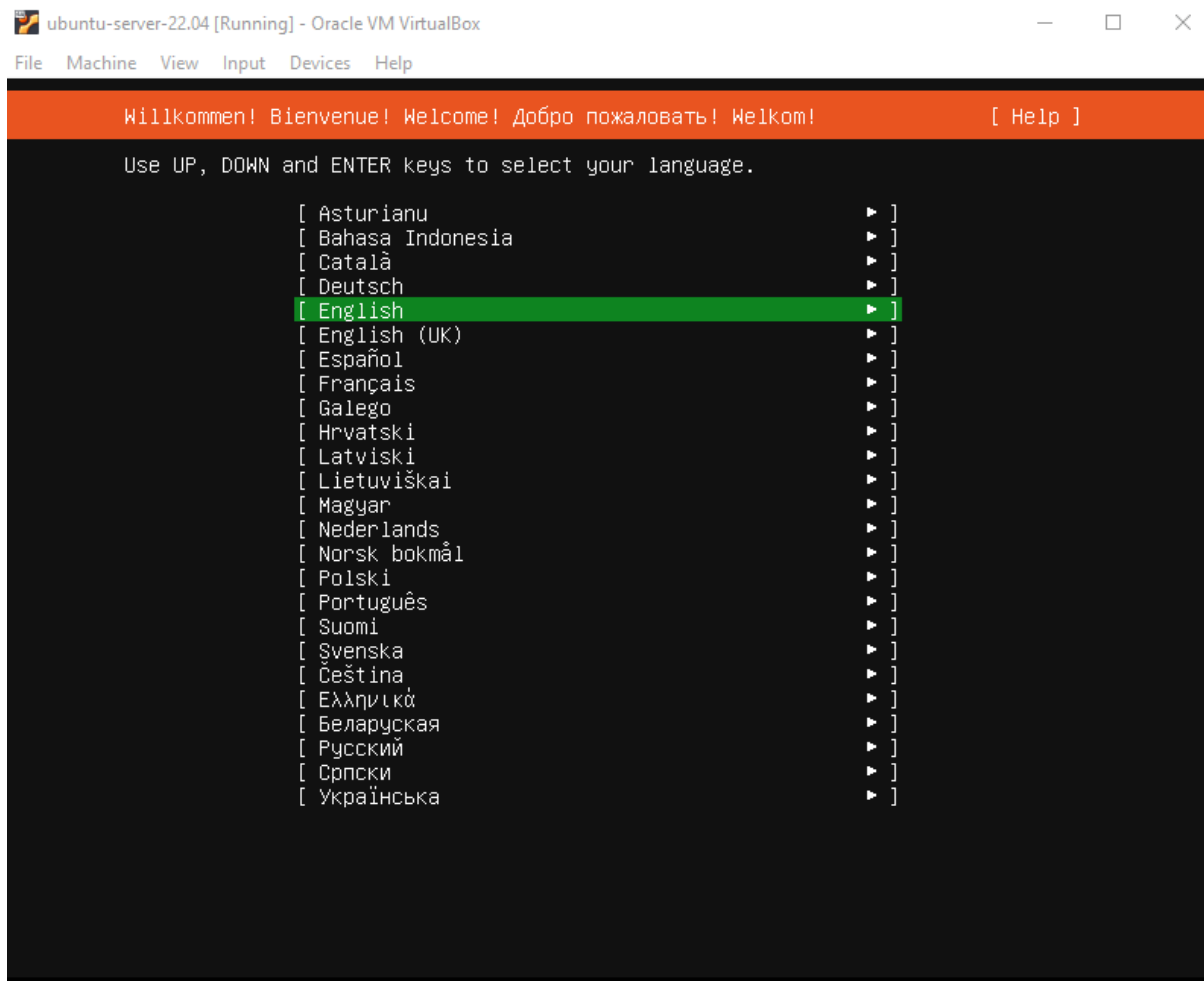 ubuntu-server-22.04 [Running] - Oracle VM VirtualBox
File Machine View Input Devices Help
Willkommen! Bienvenue! Welcome! Добро пожаловать! Welkom! [ Help ]
Use UP, DOWN and ENTER keys to select your language.
[ Asturianu ▸ ]
[ Bahasa Indonesia ▸ ]
[ Català ▸ ]
[ Deutsch ▸ ]
[ English ▸ ]
[ English (UK) ▸ ]
[ Español ▸ ]
[ Français ▸ ]
[ Galego ▸ ]
[ Hrvatski ▸ ]
[ Latviski ▸ ]
[ Lietuviškai ▸ ]
[ Magyar ▸ ]
[ Nederlands ▸ ]
[ Norsk bokmål ▸ ]
[ Polski ▸ ]
[ Português ▸ ]
[ Suomi ▸ ]
[ Svenska ▸ ]
[ Čeština ▸ ]
[ Ελληνικά ▸ ]
[ Беларуская ▸ ]
[ Русский ▸ ]
[ Српски ▸ ]
[ Українська ▸ ]